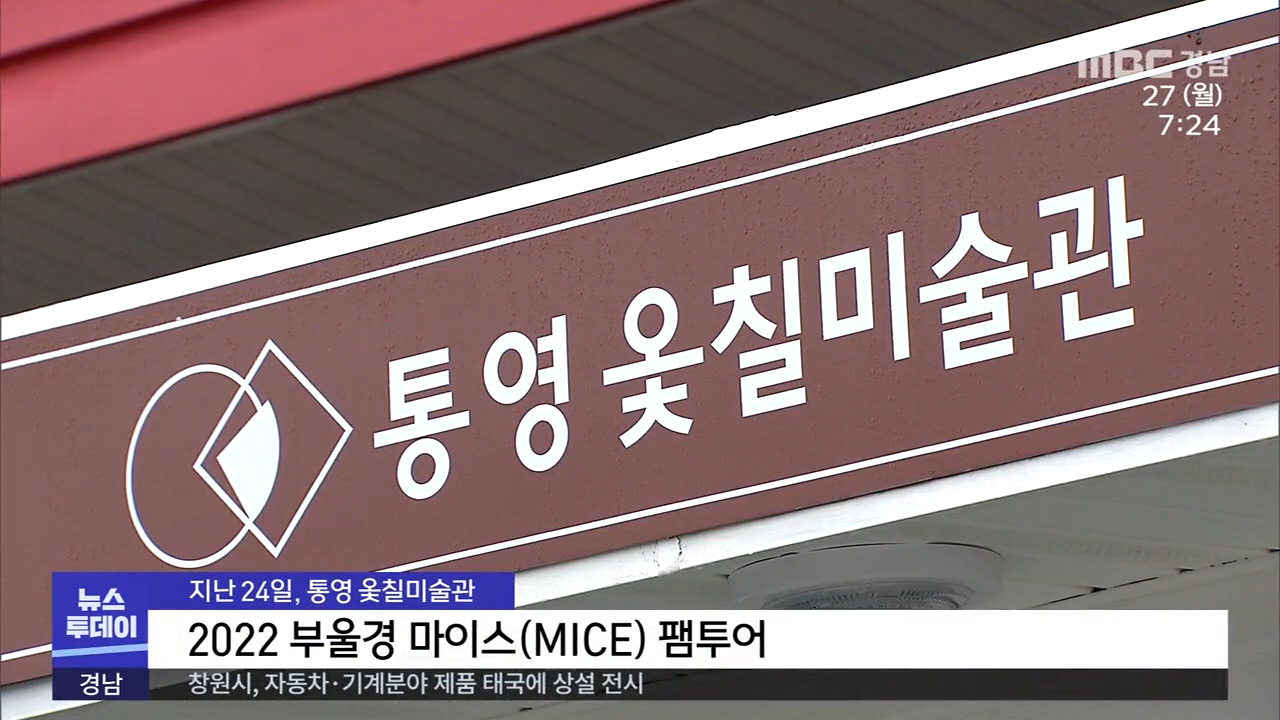 MBC 경남
27 (월)
7:24
통영 옻칠미술관
뉴스
투데이
경남
지난 24일, 통영 옻칠미술관
2022 부울경 마이스(MICE) 팸투어
창원시, 자동차·기계분야 제품 태국에 상설 전시